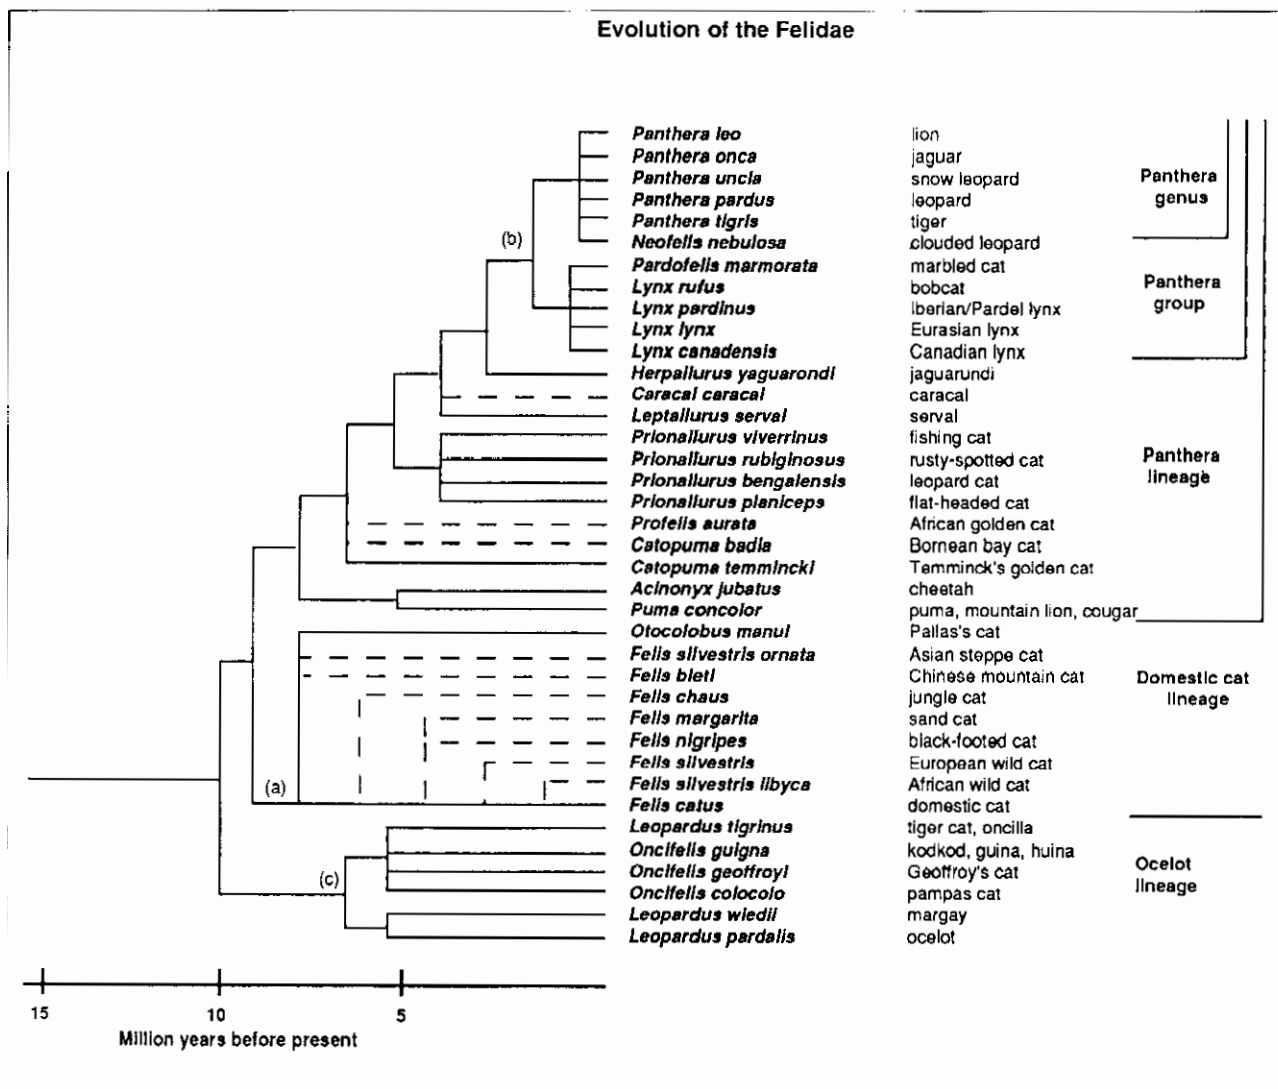 Evolution of the Felidae
Panthera leo lion
Panthera onca jaguar
Panthera uncia snow leopard
Panthera genus
Panthera pardus leopard
Panthera tigris tiger
(b)
Neofelis nebulosa clouded leopard
Pardofelis marmorata marbled cat
Lynx rufus bobcat
Panthera group
Lynx pardinus Iberian/Pardel lynx
Lynx lynx Eurasian lynx
Lynx canadensis Canadian lynx
Herpailurus yaguarondi jaguarundi
Caracal caracal caracal
Leptailurus serval serval
Prionailurus viverrinus fishing cat
Prionailurus rubiginosus rusty-spotted cat
Panthera lineage
Prionailurus bengalensis leopard cat
Prionailurus planiceps flat-headed cat
Profelis aurata African golden cat
Catopuma badia Bornean bay cat
Catopuma temmincki Temminck's golden cat
Acinonyx jubatus cheetah
Puma concolor puma, mountain lion, cougar
Otocolobus manul Pallas's cat
Felis silvestris ornata Asian steppe cat
Felis bieti Chinese mountain cat
Domestic cat lineage
Felis chaus jungle cat
Felis margarita sand cat
Felis nigripes black-footed cat
Felis silvestris European wild cat
Felis silvestris libyca African wild cat
(a)
Felis catus domestic cat
Leopardus tigrinus tiger cat, oncilla
Oncifelis guigna kodkod, guina, huina
Oncifelis geoffroyi Geoffroy's cat
Ocelot lineage
(c)
Oncifelis colocolo pampas cat
Leopardus wiedii margay
Leopardus pardalis ocelot
15 10 5
Million years before present